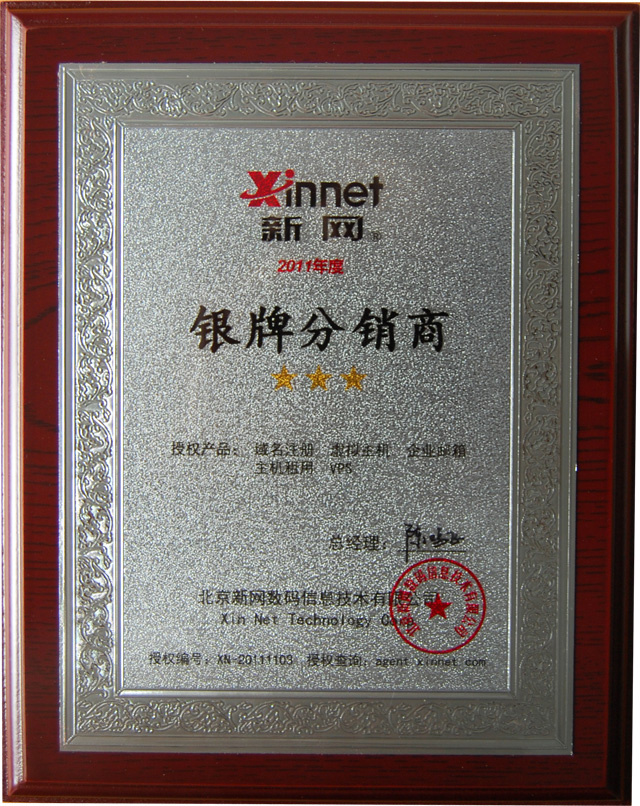 Xinnet
新网®
2011年度
银牌分销商
授权产品： 域名注册 虚拟主机 企业邮箱
主机租用 VPS
总经理：
北京新网数码信息技术有限公司
Xin Net Technology Corp
授权编号：XN-20111103 授权查询：agent.xinnet.com